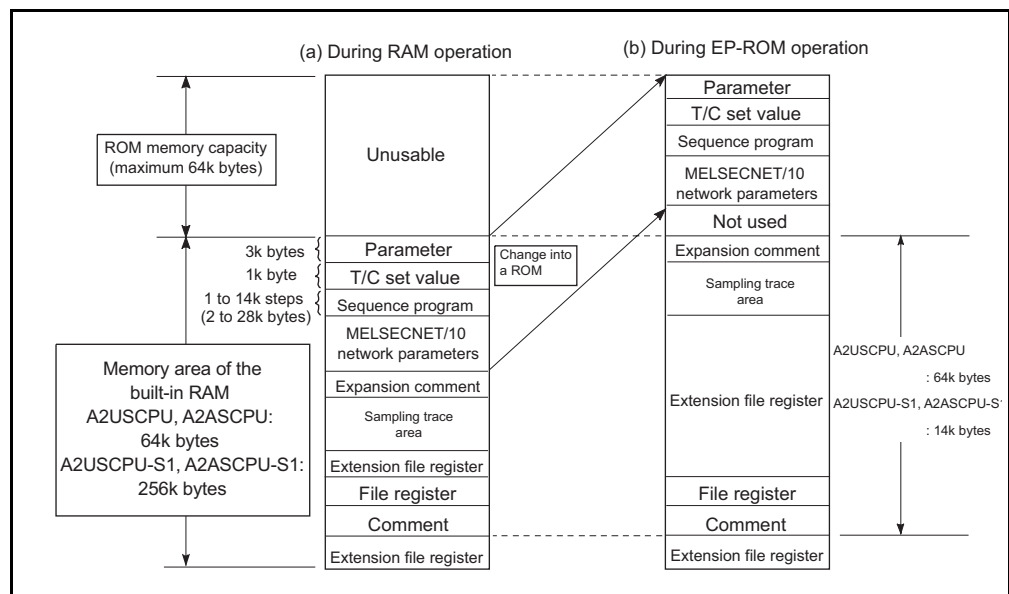 (a) During RAM operation
(b) During EP-ROM operation
ROM memory capacity
(maximum 64k bytes)
Unusable
3k bytes
Parameter
1k byte
T/C set value
1 to 14k steps
(2 to 28k bytes)
Sequence program
MELSECNET/10
network parameters
Expansion comment
Sampling trace
area
Extension file register
File register
Comment
Extension file register
Memory area of the
built-in RAM
A2USCPU, A2ASCPU:
64k bytes
A2USCPU-S1, A2ASCPU-S1:
256k bytes
Change into
a ROM
Parameter
T/C set value
Sequence program
MELSECNET/10
network parameters
Not used
Expansion comment
Sampling trace
area
Extension file register
File register
Comment
Extension file register
A2USCPU, A2ASCPU
: 64k bytes
A2USCPU-S1, A2ASCPU-S1
: 14k bytes